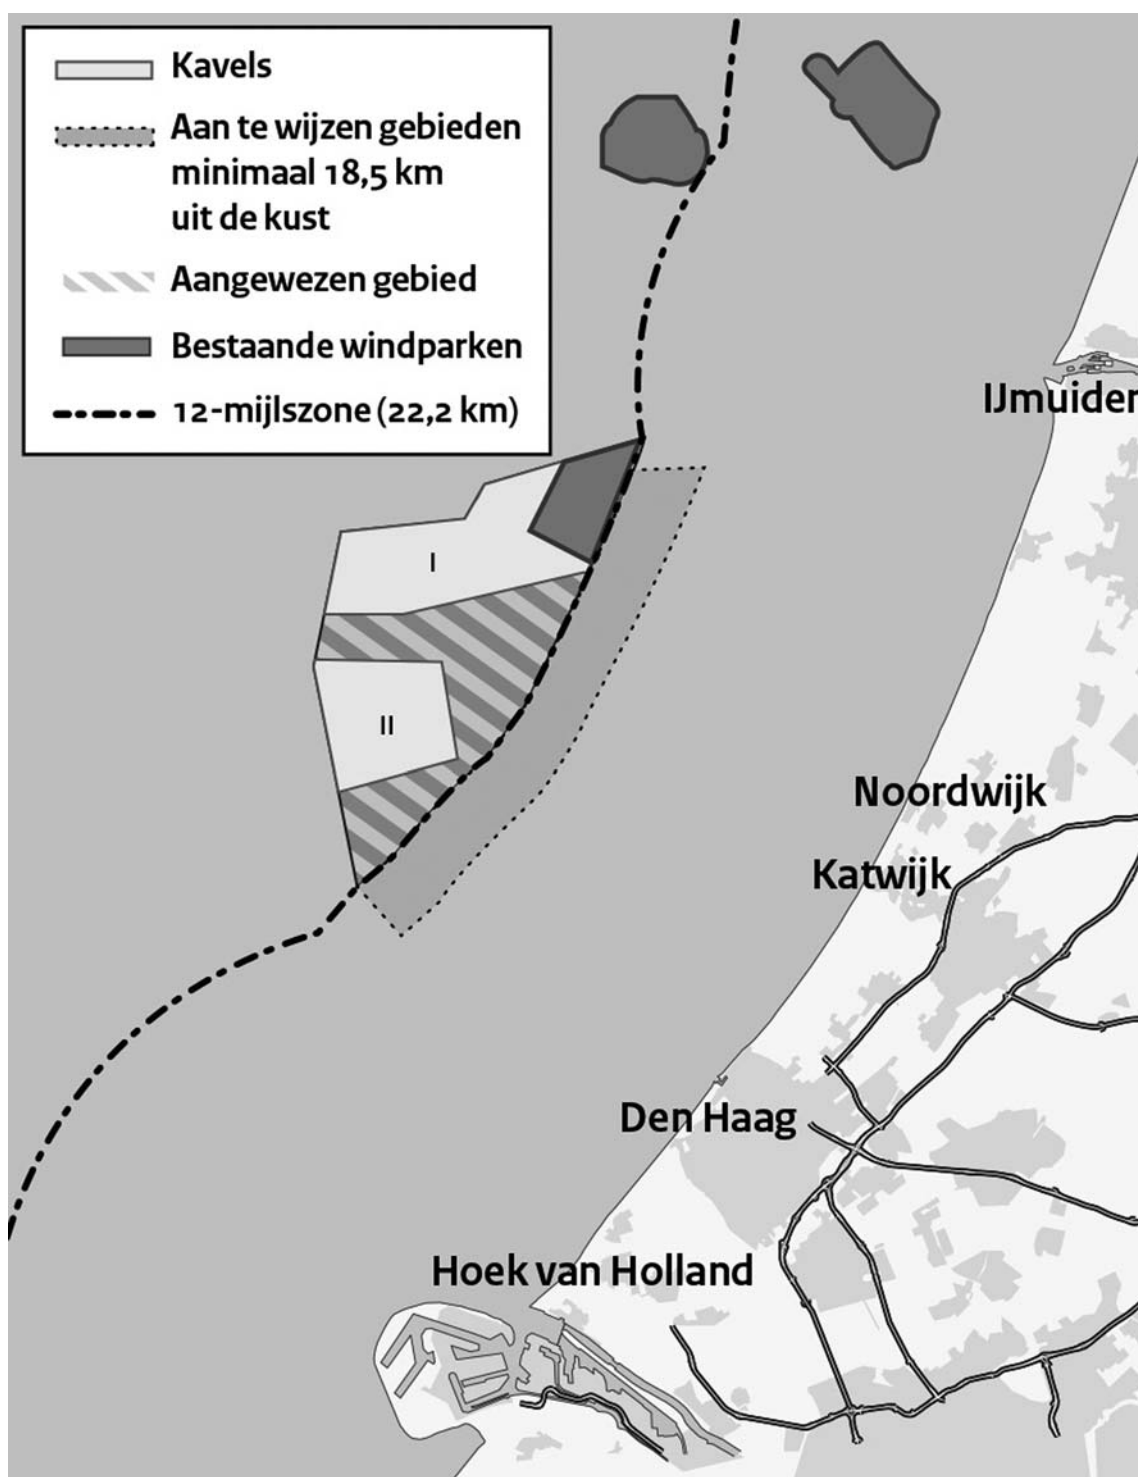 Kavels
Aan te wijzen gebieden
minimaal 18,5 km
uit de kust
Aangewezen gebied
Bestaande windparken
12-mijlszone (22,2 km)
IJmuiden
I
II
Noordwijk
Katwijk
Den Haag
Hoek van Holland